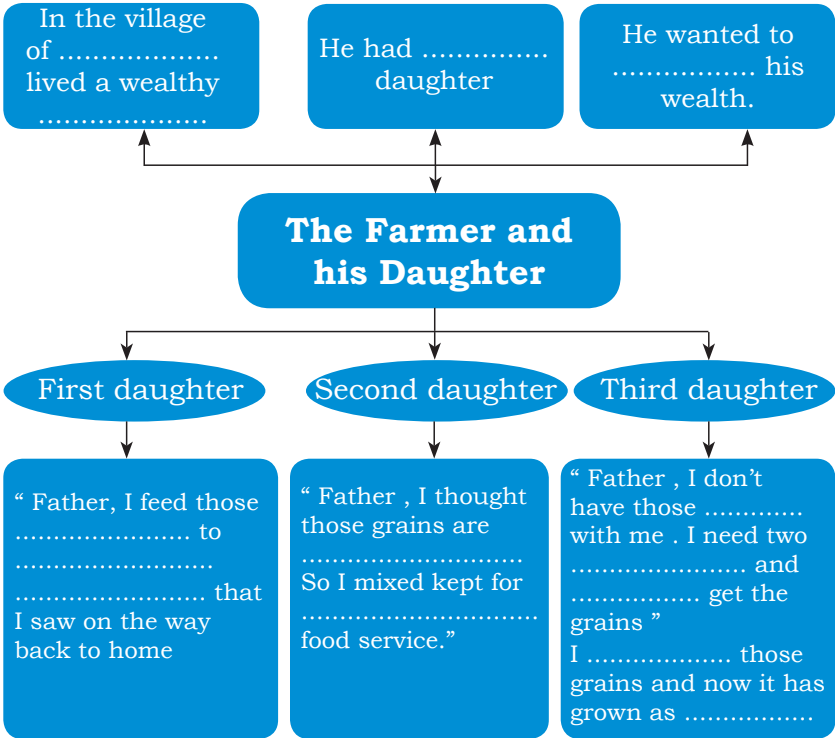 In the village
of ...................
lived a wealthy
....................
He had ...............
daughter
He wanted to
................. his
wealth.
The Farmer and
his Daughter
First daughter
Second daughter
Third daughter
“ Father, I feed those
....................... to
..........................
......................... that
I saw on the way
back to home
“ Father , I thought
those grains are
.............................
So I mixed kept for
...............................
food service.”
“ Father , I don’t
have those .............
with me . I need two
....................... and
................. get the
grains ”
I ................... those
grains and now it has
grown as .................